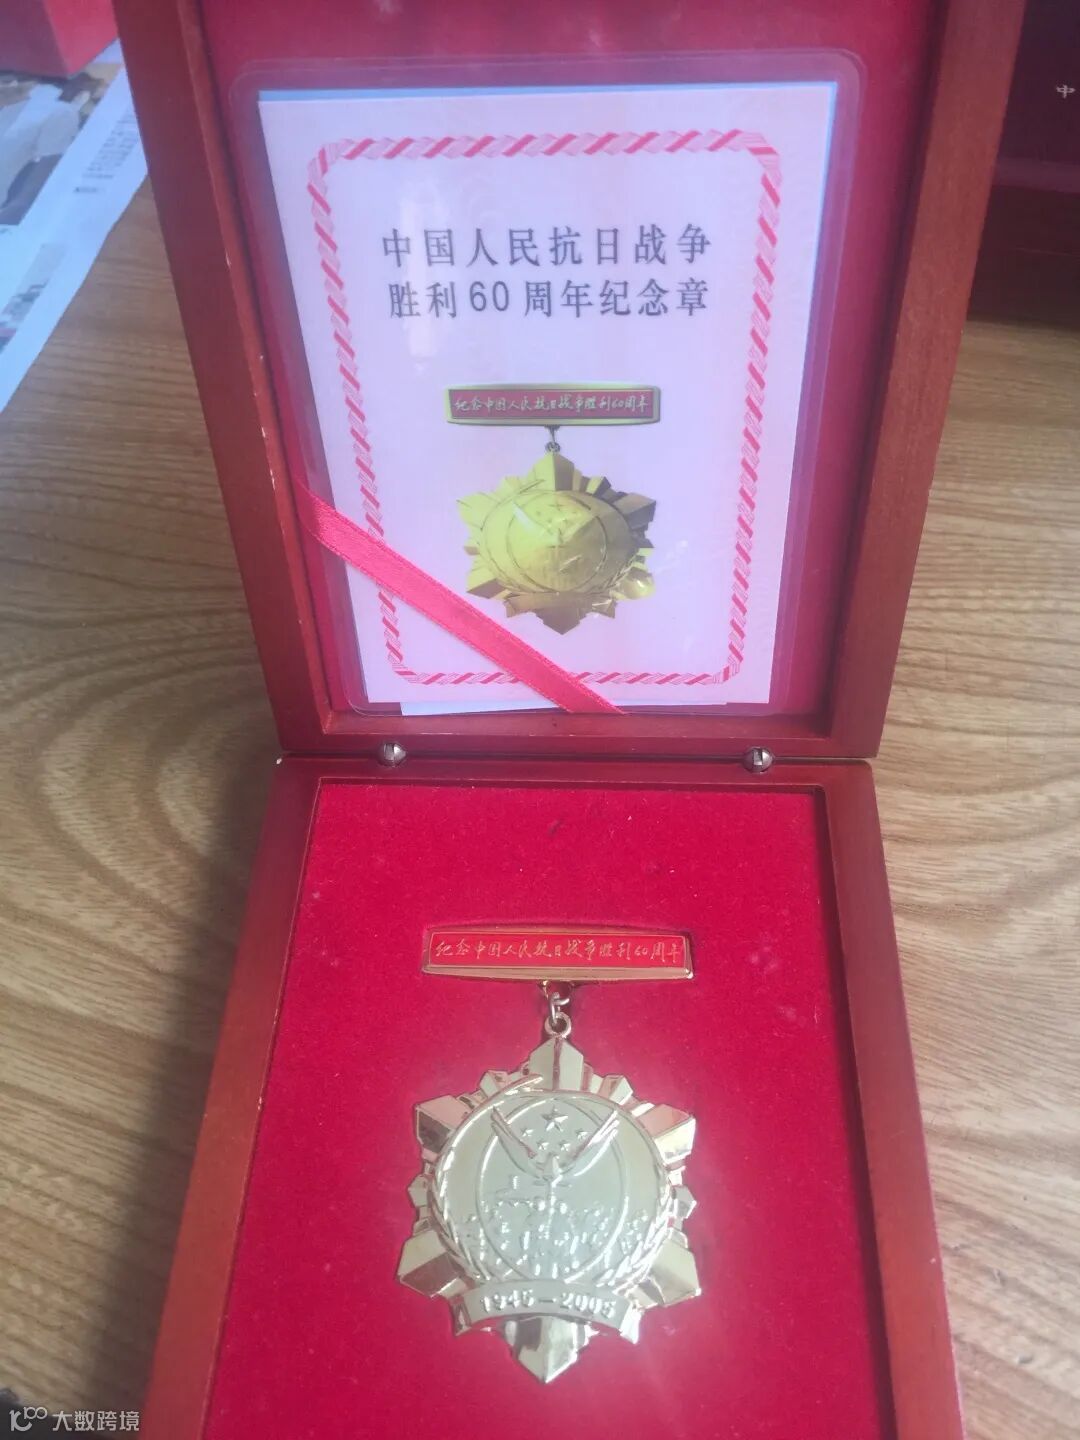 中
中国人民抗日战争
胜利60周年纪念章
纪念中国人民抗日战争胜利60周年
纪念中国人民抗日战争胜利60周年
1945-2005
大数跨境